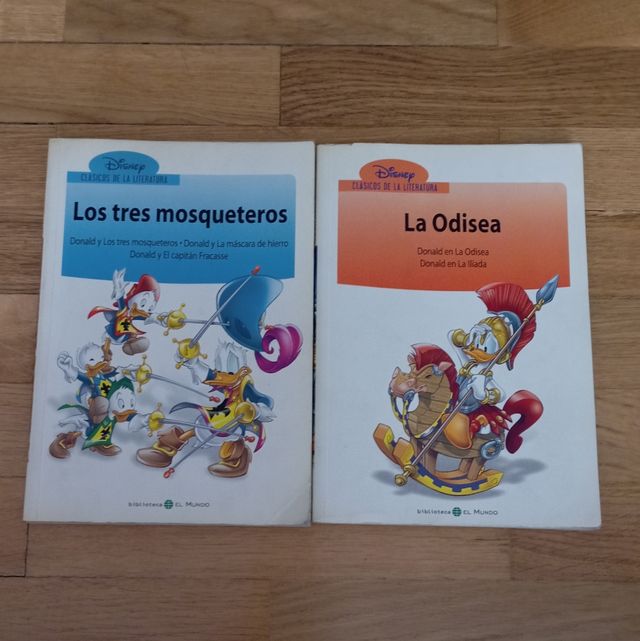 Disney
CLÁSICOS DE LA LITERATURA
Los tres mosqueteros
Donald y Los tres mosqueteros • Donald y La máscara de hierro
Donald y El capitán Fracasse
biblioteca EL MUNDO
Disney
CLÁSICOS DE LA LITERATURA
La Odisea
Donald en La Odisea
Donald en La Ilíada
biblioteca EL MUNDO